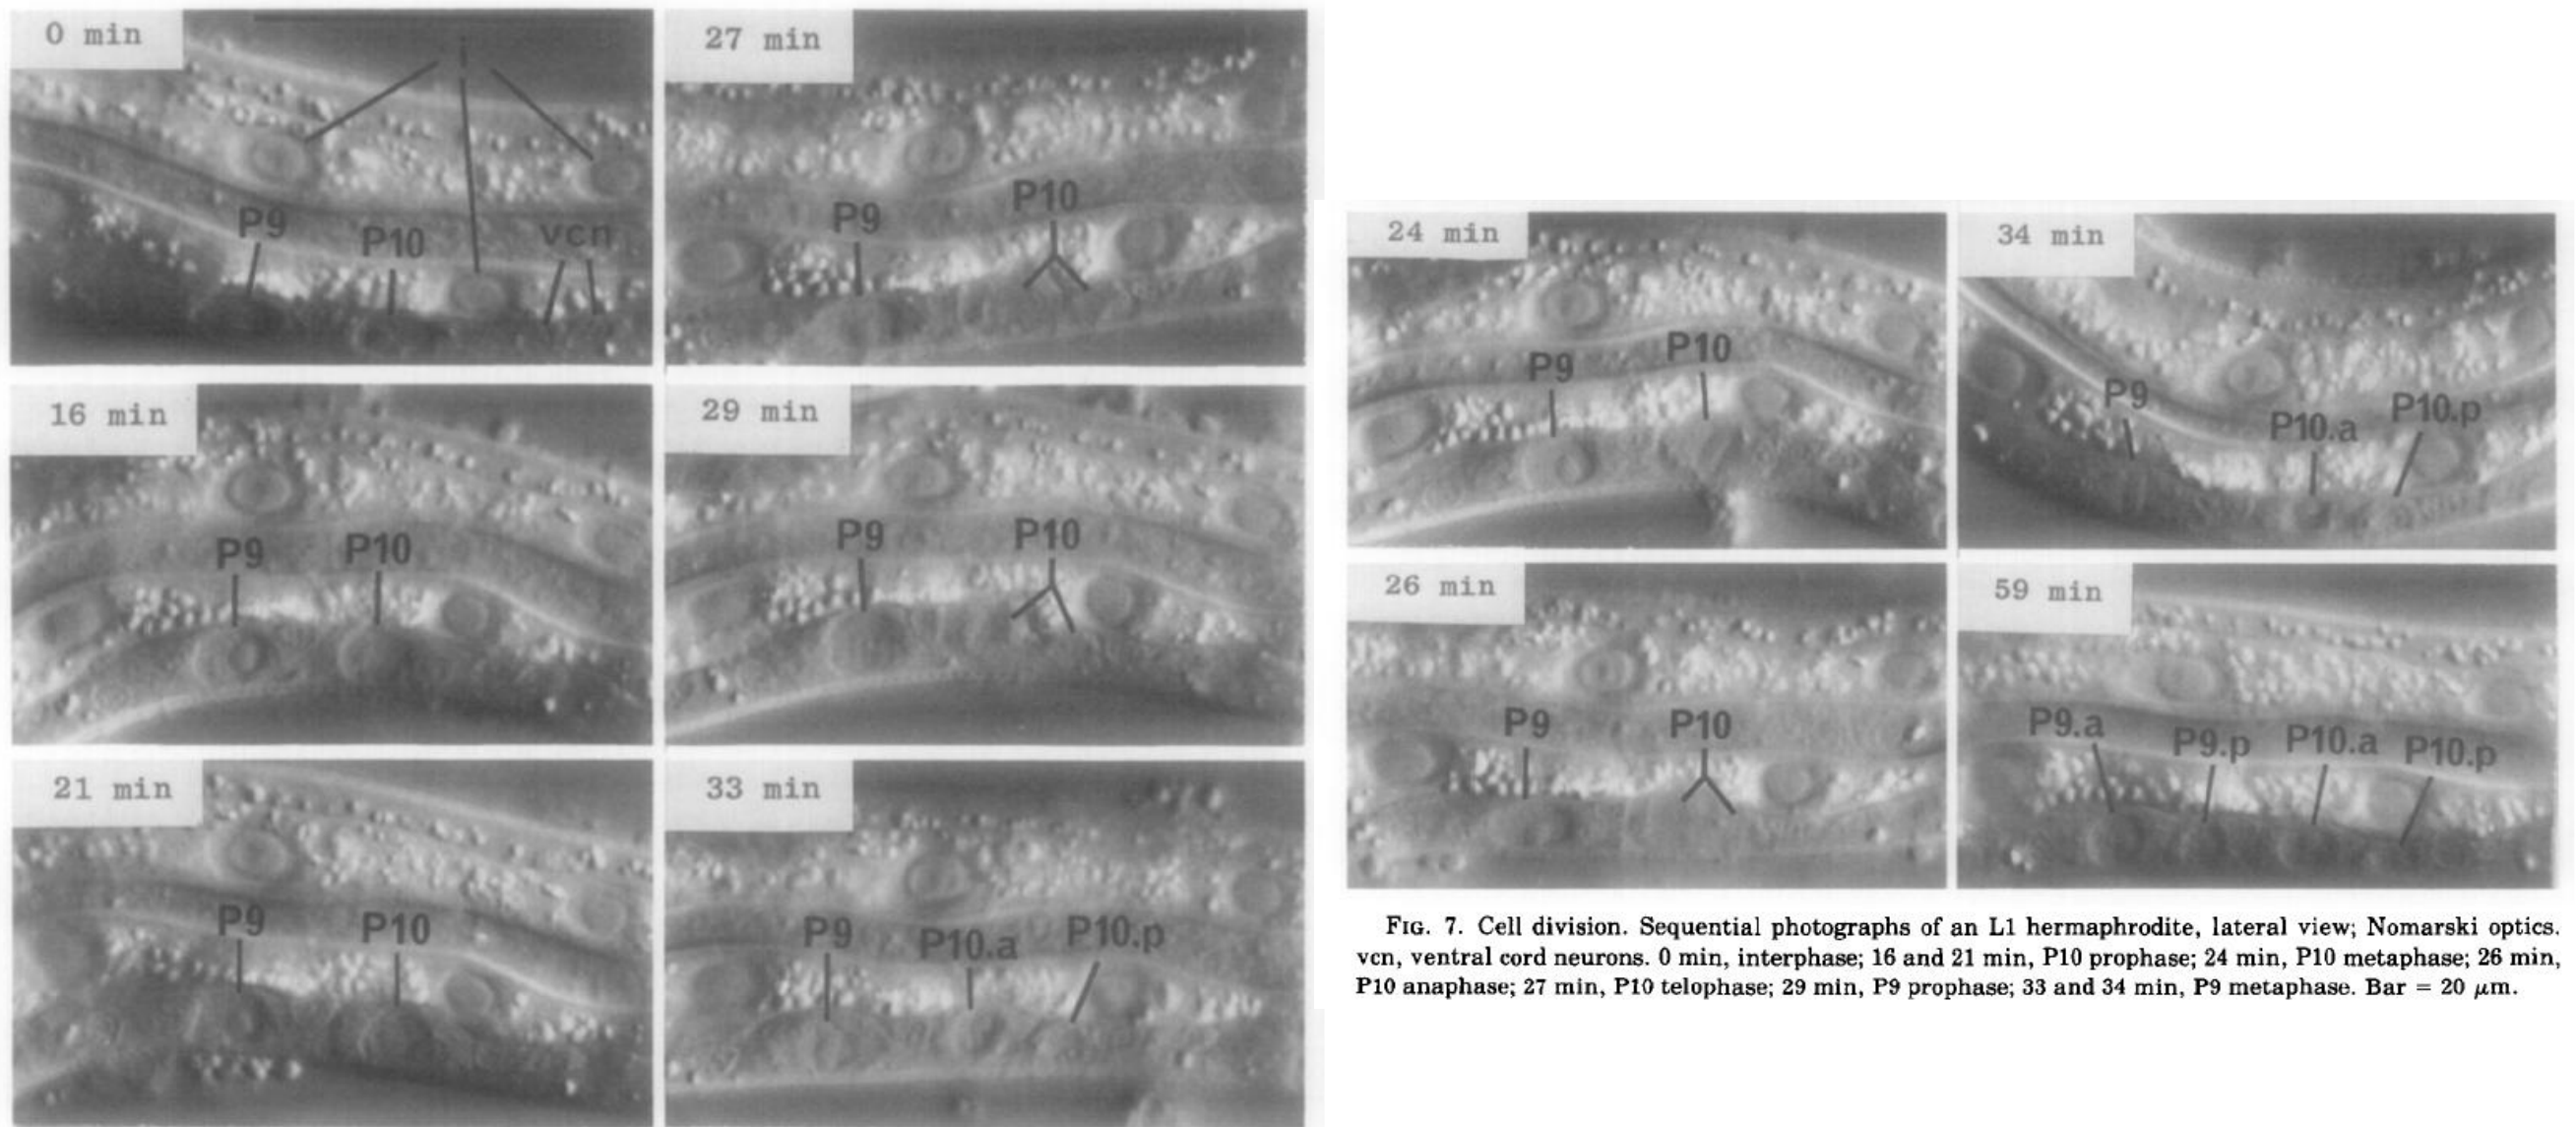 0 min
i
P9
P10
vcn
27 min
P9
P10
16 min
P9
P10
29 min
P9
P10
21 min
P9
P10
33 min
P9
P10.a
P10.p
24 min
P9
P10
34 min
P9
P10.a
P10.p
26 min
P9
P10
59 min
P9.a
P9.p
P10.a
P10.p
FIG. 7. Cell division. Sequential photographs of an L1 hermaphrodite, lateral view; Nomarski optics.
vcn, ventral cord neurons. 0 min, interphase; 16 and 21 min, P10 prophase; 24 min, P10 metaphase; 26 min,
P10 anaphase; 27 min, P10 telophase; 29 min, P9 prophase; 33 and 34 min, P9 metaphase. Bar = 20 μm.